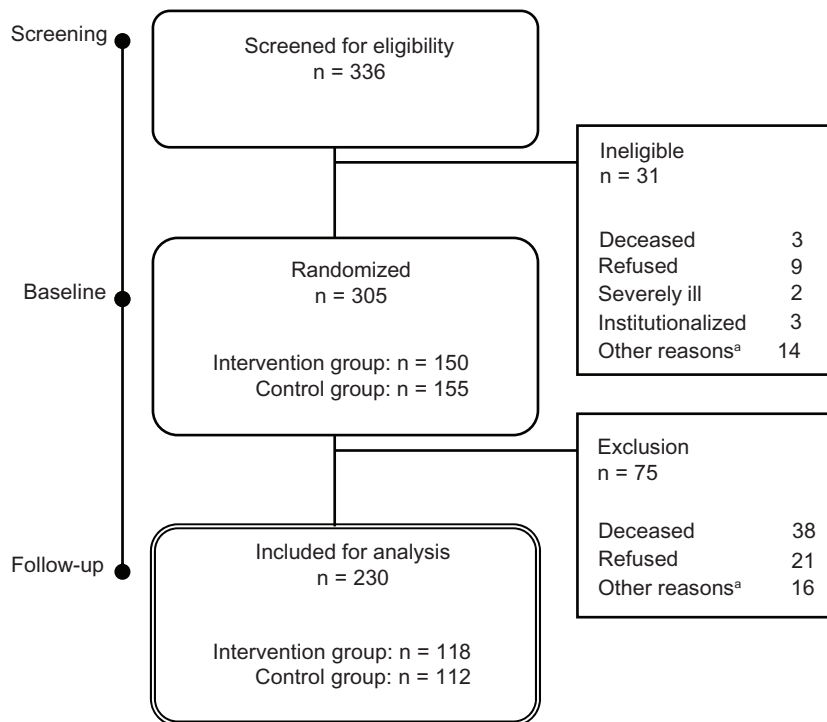 Screening
Screened for eligibility
n = 336
Ineligible
n = 31
Deceased 3
Refused 9
Severely ill 2
Institutionalized 3
Other reasonsᵃ 14
Baseline
Randomized
n = 305
Intervention group: n = 150
Control group: n = 155
Exclusion
n = 75
Deceased 38
Refused 21
Other reasonsᵃ 16
Follow-up
Included for analysis
n = 230
Intervention group: n = 118
Control group: n = 112